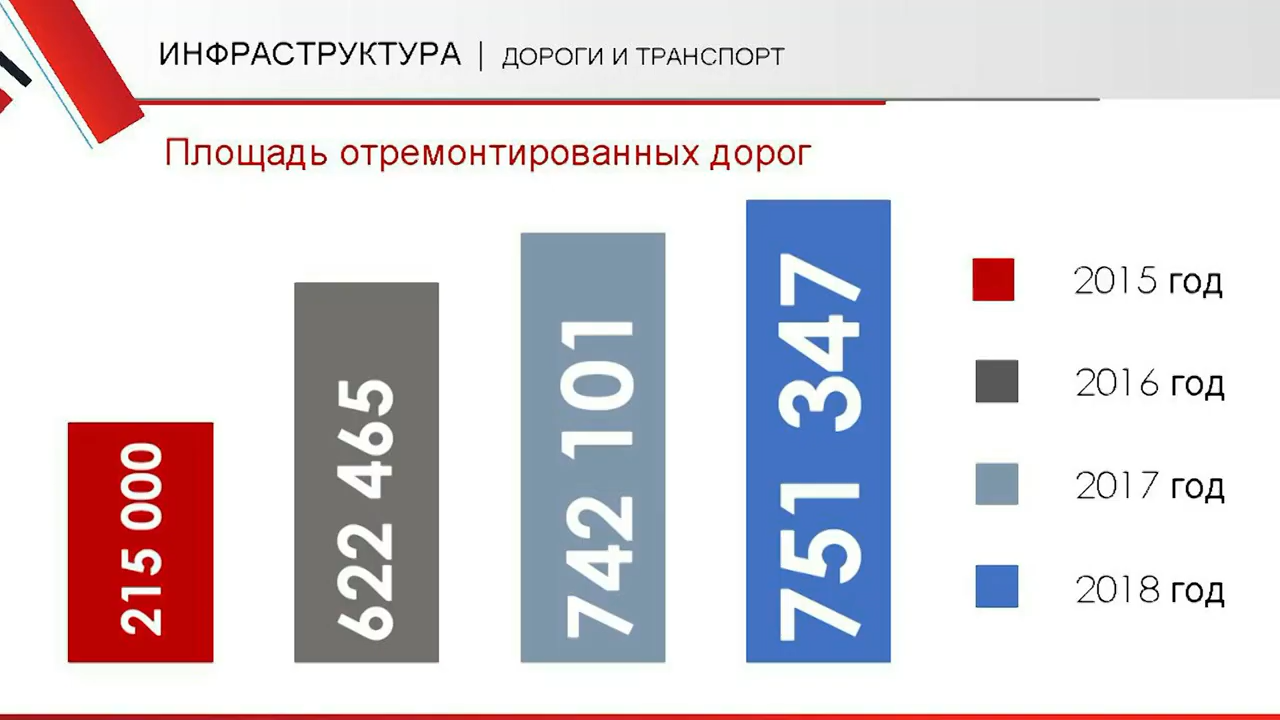 ИНФРАСТРУКТУРА | ДОРОГИ И ТРАНСПОРТ
Площадь отремонтированных дорог
215 000
622 465
742 101
751 347
2015 год
2016 год
2017 год
2018 год